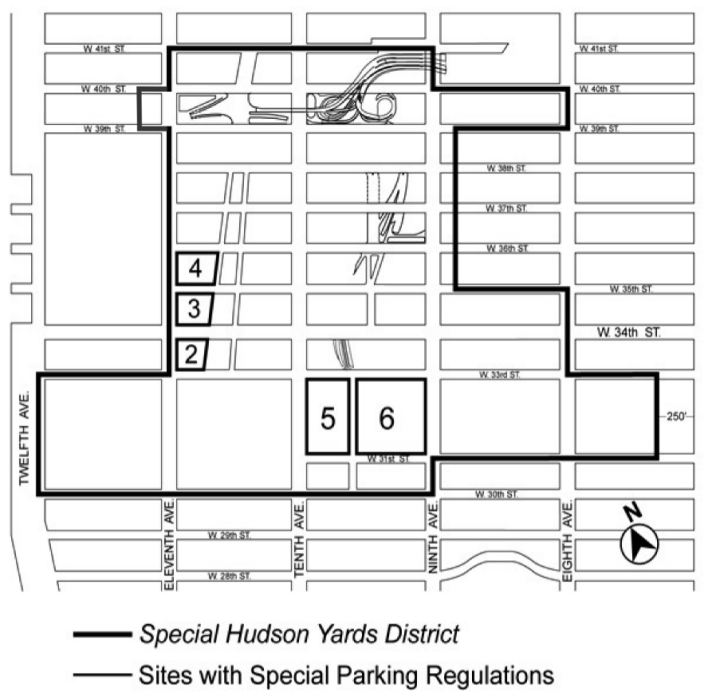 W. 41st ST.
W. 41st ST.
W. 40th ST.
W. 40th ST.
W. 39th ST.
W. 39th ST.
W. 38th ST.
W. 37th ST.
W. 36th ST.
4
W. 35th ST.
3
W. 34th ST.
2
W. 33rd ST.
5
6
250'
TWELFTH AVE.
W. 31st ST.
W. 30th ST.
ELEVENTH AVE.
TENTH AVE.
NINTH AVE.
EIGHTH AVE.
N
W. 29th ST.
W. 28th ST.
Special Hudson Yards District
Sites with Special Parking Regulations